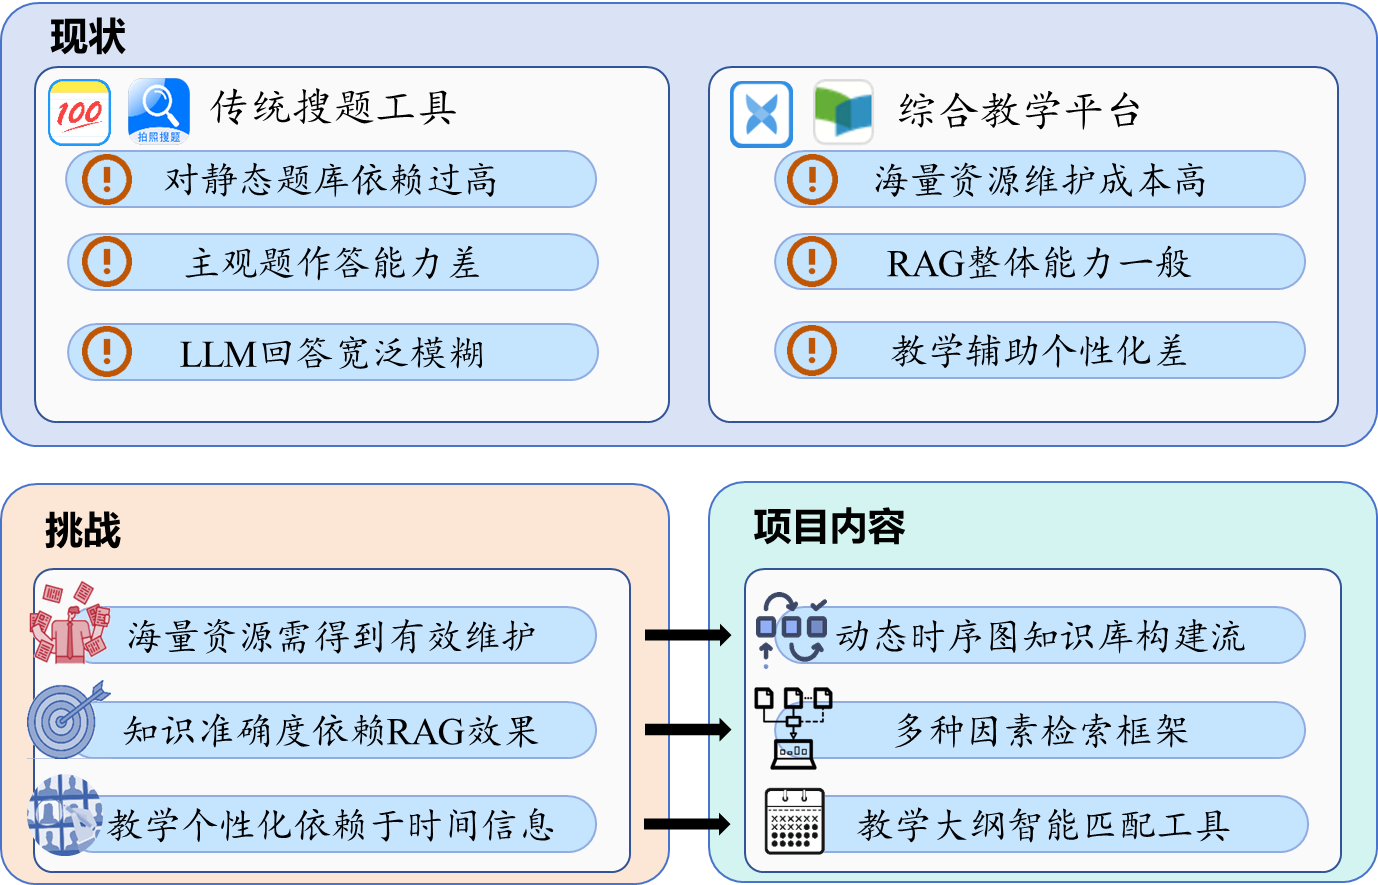 现状
100
拍照搜题
传统搜题工具
对静态题库依赖过高
主观题作答能力差
LLM回答宽泛模糊
综合教学平台
海量资源维护成本高
RAG整体能力一般
教学辅助个性化差
挑战
海量资源需得到有效维护
知识准确度依赖RAG效果
教学个性化依赖于时间信息
项目内容
动态时序图知识库构建流
多种因素检索框架
教学大纲智能匹配工具